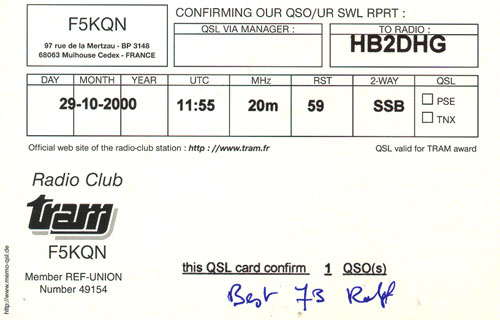 F5KQN
97 rue de la Mertzau - BP 3148
68063 Mulhouse Cedex - FRANCE
CONFIRMING OUR QSO/UR SWL RPRT :
QSL VIA MANAGER :
TO RADIO :
HB2DHG
DAY MONTH YEAR UTC MHz RST 2-WAY QSL
29-10-2000 11:55 20m 59 SSB
PSE
TNX
Official web site of the radio-club station : http : //www.tram.fr
QSL valid for TRAM award
Radio Club
tram
F5KQN
Member REF-UNION
Number 49154
http://www.memo-qsl.de
this QSL card confirm 1 QSO(s)
Best 73 Ralf